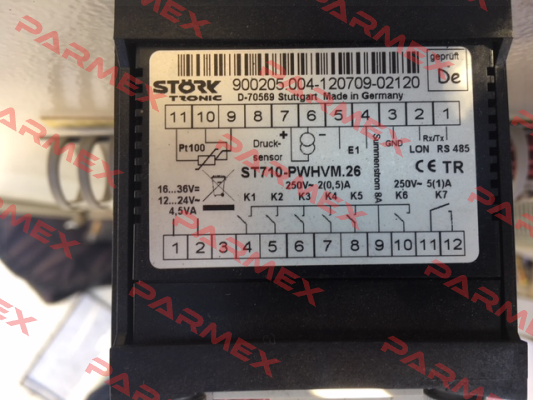 STÖRK TRONIC
900205.004-120709-02120
D-70569 Stuttgart Made in Germany
geprüft
De
11 10 9 8 7 6 5 4 3 2 1
Pt100
Druck-
sensor
+
-
E1
GND
Rx/Tx
LON RS 485
ST710-PWHVM.26
CE TR
16...36V=
12...24V~
4,5VA
250V~ 2(0,5)A
Summenstrom 8A
250V~ 5(1)A
K1 K2 K3 K4 K5 K6 K7
1 2 3 4 5 6 7 8 9 10 11 12
PARMEX
PARMEX
PARMEX
PARMEX
PARMEX
PARMEX
PARMEX
PARMEX